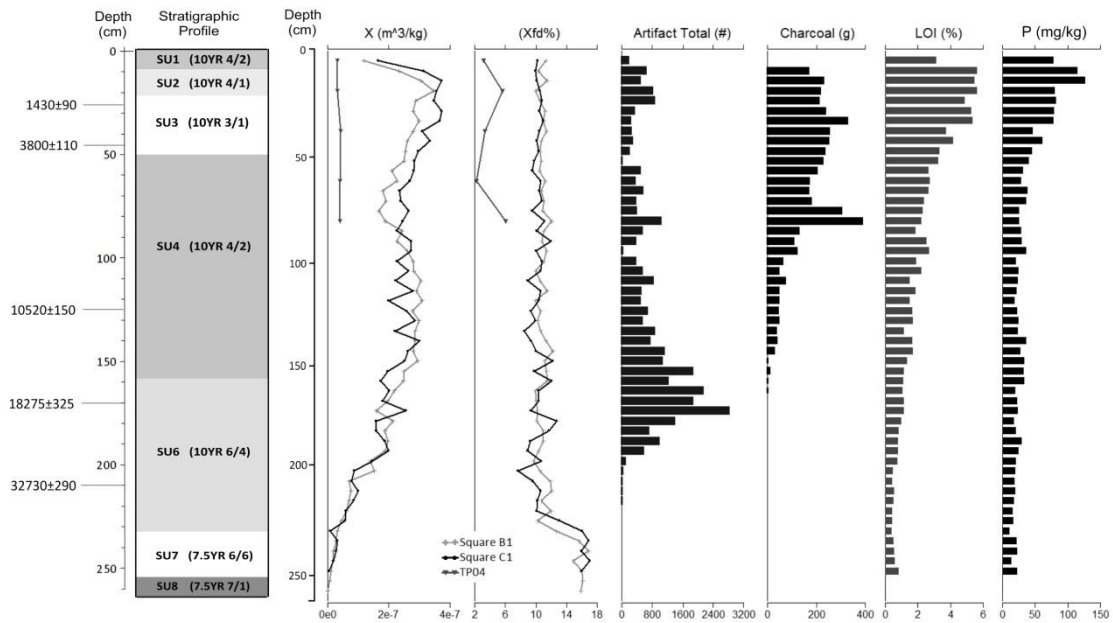 Depth (cm)
Stratigraphic Profile
Depth (cm)
X (m^3/kg)
(Xfd%)
Artifact Total (#)
Charcoal (g)
LOI (%)
P (mg/kg)
0
SU1 (10YR 4/2)
SU2 (10YR 4/1)
1430±90
SU3 (10YR 3/1)
3800±110
50
SU4 (10YR 4/2)
100
10520±150
150
18275±325
SU6 (10YR 6/4)
200
32730±290
SU7 (7.5YR 6/6)
250
SU8 (7.5YR 7/1)
0
50
100
150
200
250
Square B1
Square C1
TP04
0e0 2e-7 4e-7
2 6 10 14 18
0 800 1600 2400 3200
0 200 400
0 2 4 6
0 50 100 150